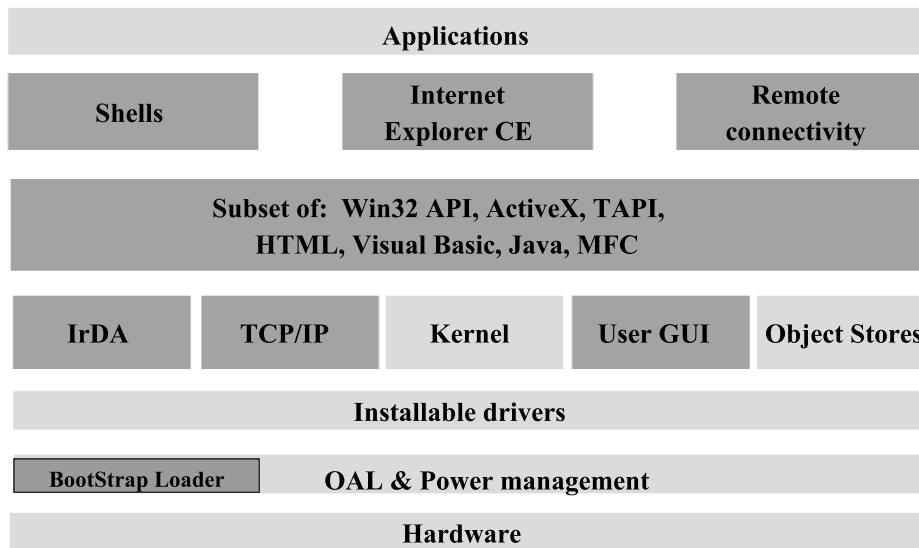 Applications
Shells
Internet
Explorer CE
Remote
connectivity
Subset of: Win32 API, ActiveX, TAPI,
HTML, Visual Basic, Java, MFC
IrDA
TCP/IP
Kernel
User GUI
Object Stores
Installable drivers
BootStrap Loader
OAL & Power management
Hardware